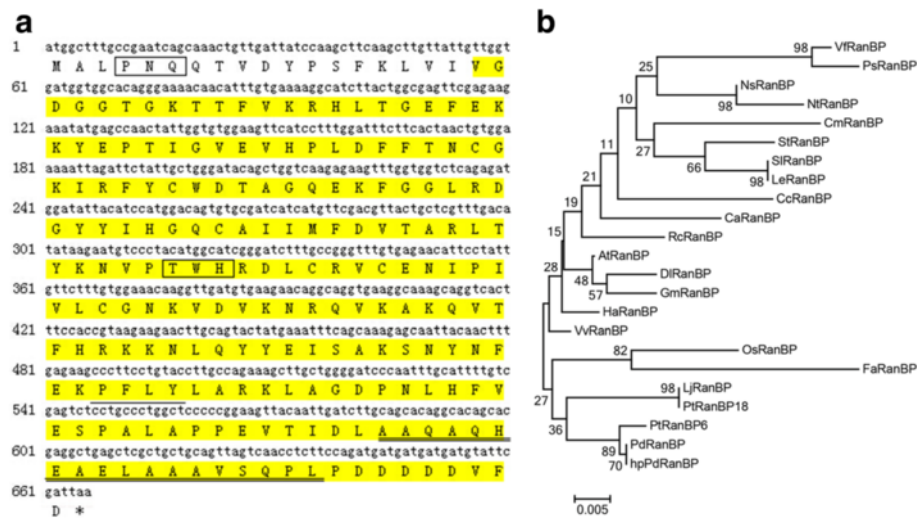 a
1 atggctttgccgaatcagcaaactgttgattatccaagcttcaagcttgttattgttggt
M A L P N Q Q T V D Y P S F K L V I V G
61 gatggtggcacagggaaaacaacatttgtgaaaaggcatcttactggcgagttcgagaag
D G G T G K T T F V K R H L T G E F E K
121 aaatatgagccaactattggtgtggaagttcatcctttggatttcttcactaactgtgga
K Y E P T I G V E V H P L D F F T N C G
181 aaaattagattctattgctgggatacagctggtcaagagaagtttggtggtctcagagat
K I R F Y C W D T A G Q E K F G G L R D
241 ggatattacatccatggacagtgtgcgatcatcatgttcgacgttactgctcgtttgaca
G Y Y I H G Q C A I I M F D V T A R L T
301 tataagaatgtccctacatggcatcgggatctttgccgggtttgtgagaacattcctatt
Y K N V P T W H R D L C R V C E N I P I
361 gttctttgtggaaacaaggttgatgtgaagaacaggcaggtgaaggcaaagcaggtcact
V L C G N K V D V K N R Q V K A K Q V T
421 ttccaccgtaagaagaacttgcagtactatgaaatttcagcaaagagcaattacaacttt
F H R K K N L Q Y Y E I S A K S N Y N F
481 gagaagcccttcctgtaccttgccagaaagcttgctggggatcccaatttgcattttgtc
E K P F L Y L A R K L A G D P N L H F V
541 gagtctcctgccctggctcccccggaagttacaattgatcttgcagcacaggcacagcac
E S P A L A P P E V T I D L A A Q A Q H
601 gaggctgagctagctgctgcagttagtcaacctcttccagatgatgatgatgatgtattc
E A E L A A A V S Q P L P D D D D D V F
661 gattaa
D *
b
98 VfRanBP
PsRanBP
25
NsRanBP
98 NtRanBP
10
CmRanBP
27
StRanBP
66
SlRanBP
98 LeRanBP
11
CcRanBP
21
CaRanBP
19
RcRanBP
15
AtRanBP
48
DlRanBP
57 GmRanBP
28
HaRanBP
VvRanBP
82 OsRanBP
FaRanBP
27
98 LjRanBP
PtRanBP18
36
PtRanBP6
89 PdRanBP
70 hpPdRanBP
0.005